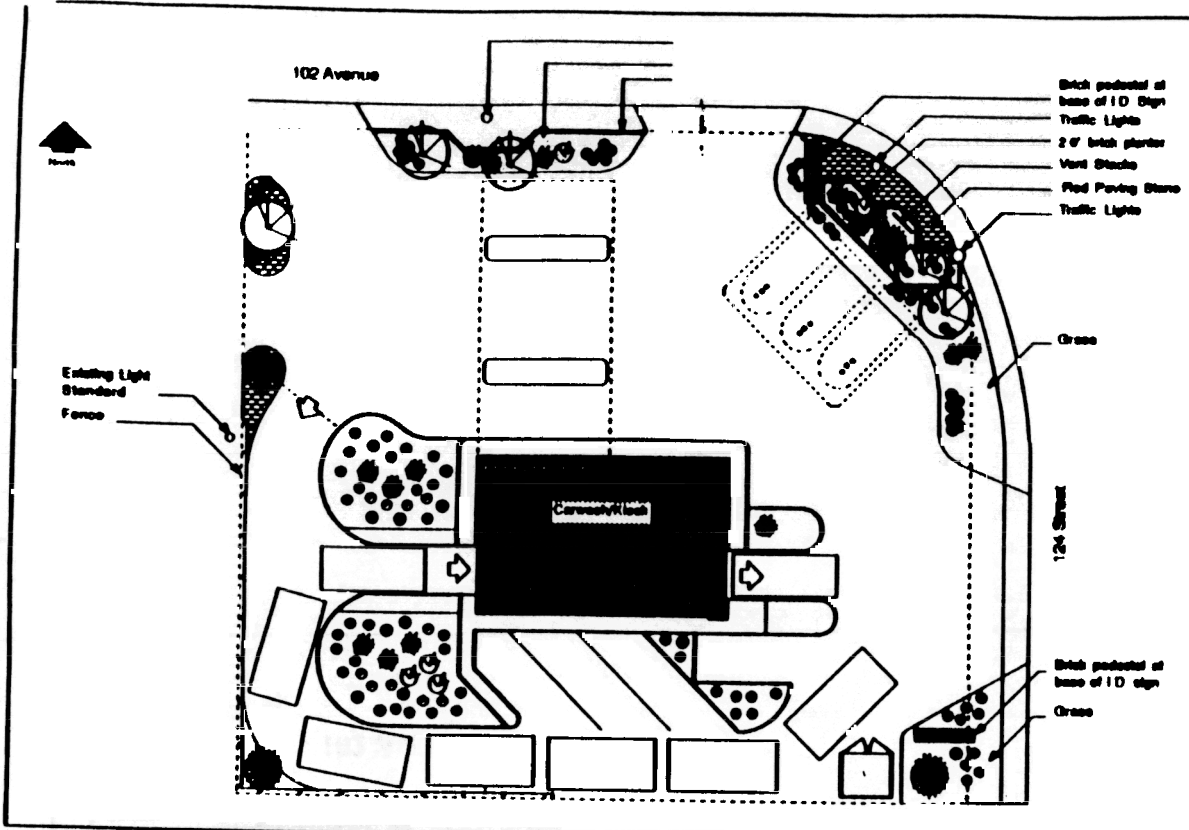 102 Avenue
North
Brick pedestal at
base of I D Sign
Traffic Lights
2 0' brick planter
Vent Stacks
Red Paving Stone
Traffic Lights
Grass
Existing Light
Standard
Fence
Carwash/Kiosk
124 Street
Brick pedestal at
base of I D sign
Grass